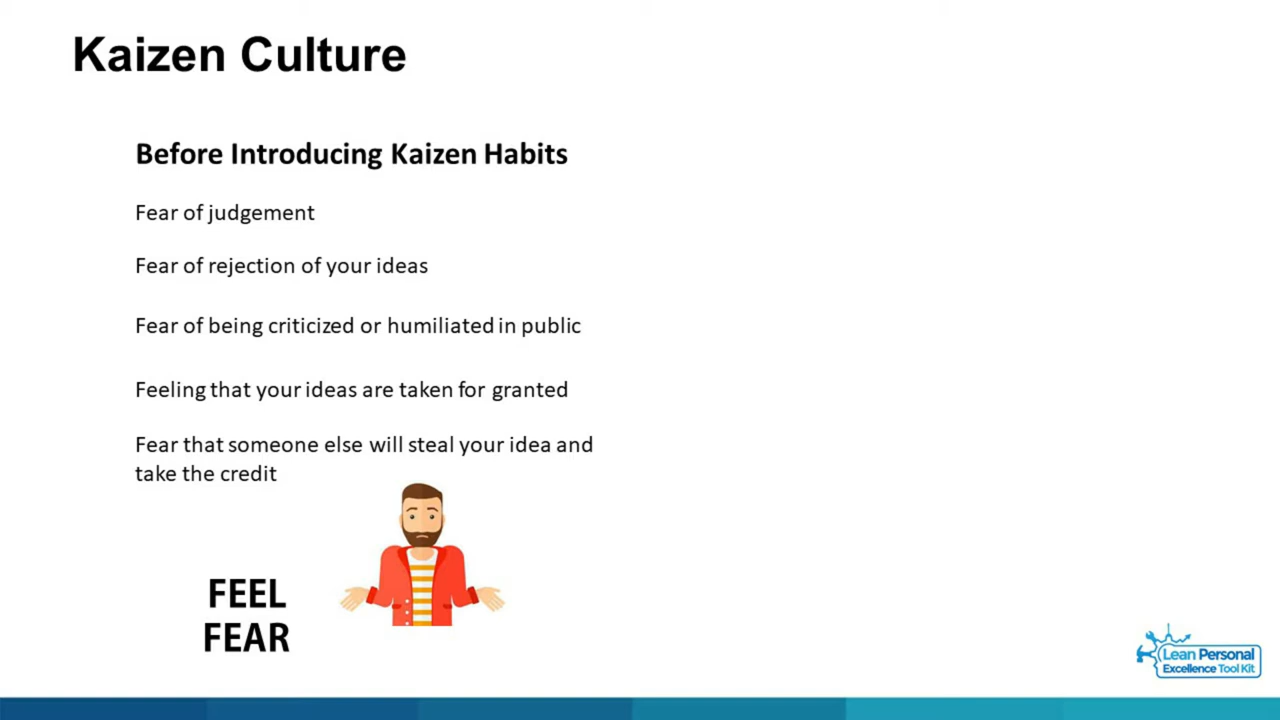 Kaizen Culture
Before Introducing Kaizen Habits
Fear of judgement
Fear of rejection of your ideas
Fear of being criticized or humiliated in public
Feeling that your ideas are taken for granted
Fear that someone else will steal your idea and
take the credit
FEEL
FEAR
Lean Personal
Excellence Tool Kit